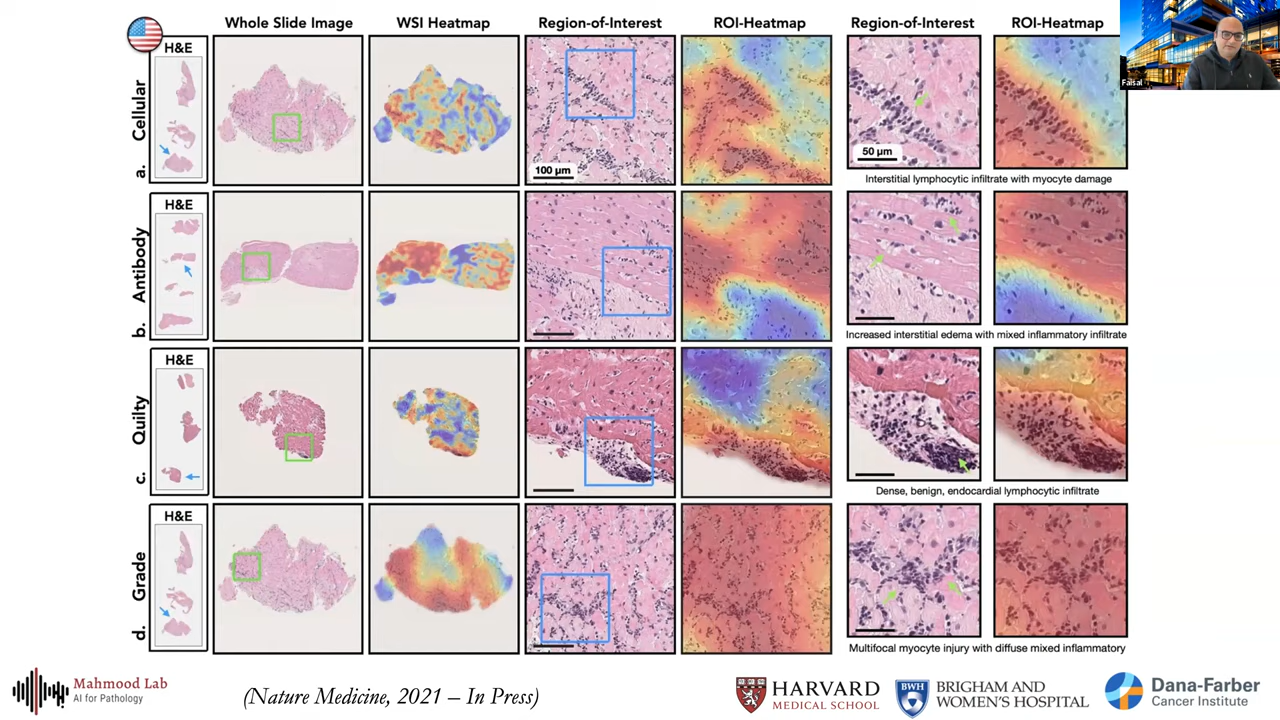 Whole Slide Image WSI Heatmap Region-of-Interest ROI-Heatmap Region-of-Interest ROI-Heatmap
Faisal
a. Cellular
H&E
100 μm
50 μm
Interstitial lymphocytic infiltrate with myocyte damage
b. Antibody
H&E
Increased interstitial edema with mixed inflammatory infiltrate
c. Quilty
H&E
Dense, benign, endocardial lymphocytic infiltrate
d. Grade
H&E
Multifocal myocyte injury with diffuse mixed inflammatory
Mahmood Lab
AI for Pathology
(Nature Medicine, 2021 – In Press)
HARVARD
MEDICAL SCHOOL
BWH
BRIGHAM AND
WOMEN'S HOSPITAL
Dana-Farber
Cancer Institute